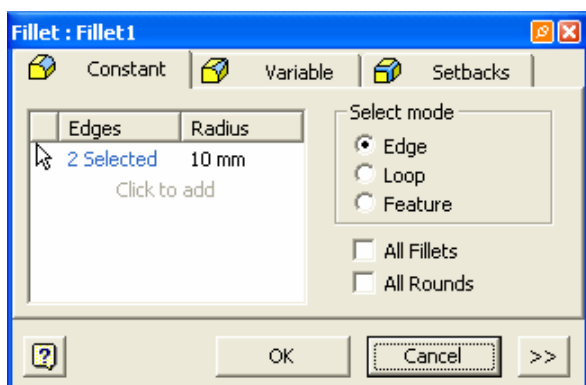 Fillet : Fillet1
Constant Variable Setbacks
Edges Radius
2 Selected 10 mm
Click to add
Select mode
Edge
Loop
Feature
All Fillets
All Rounds
OK Cancel >>